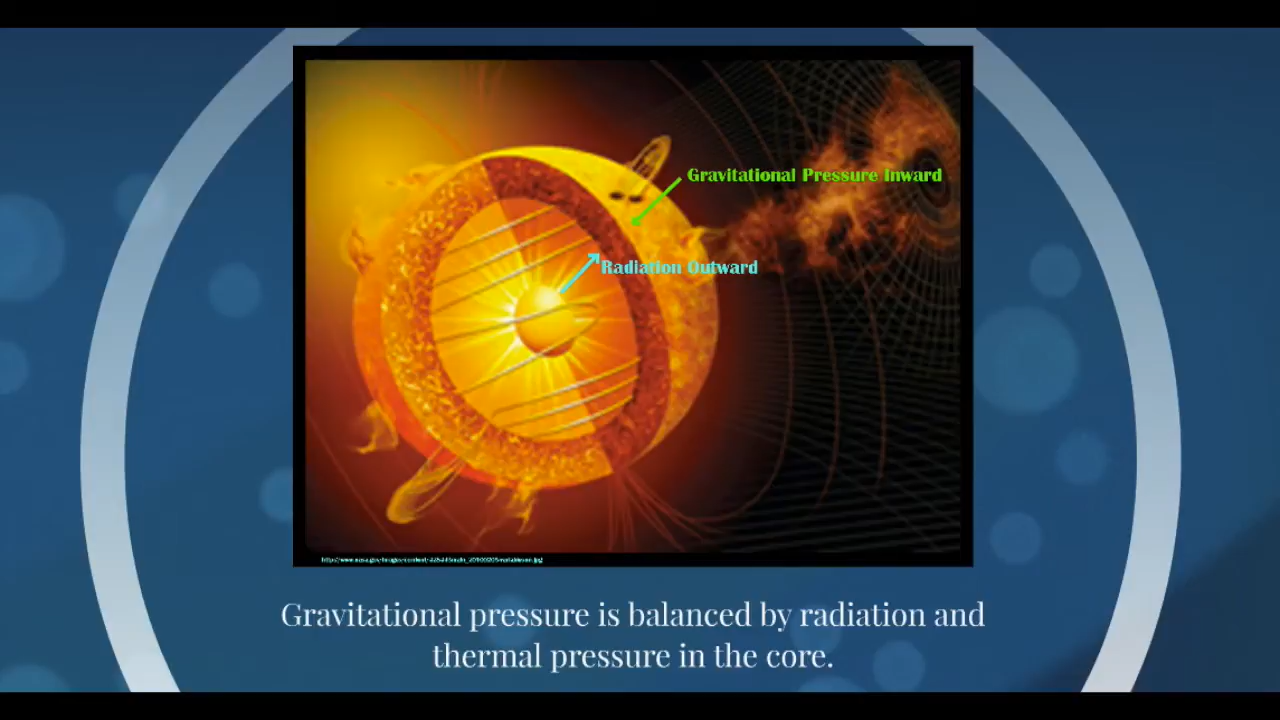 Gravitational Pressure Inward
Radiation Outward
Gravitational pressure is balanced by radiation and
thermal pressure in the core.